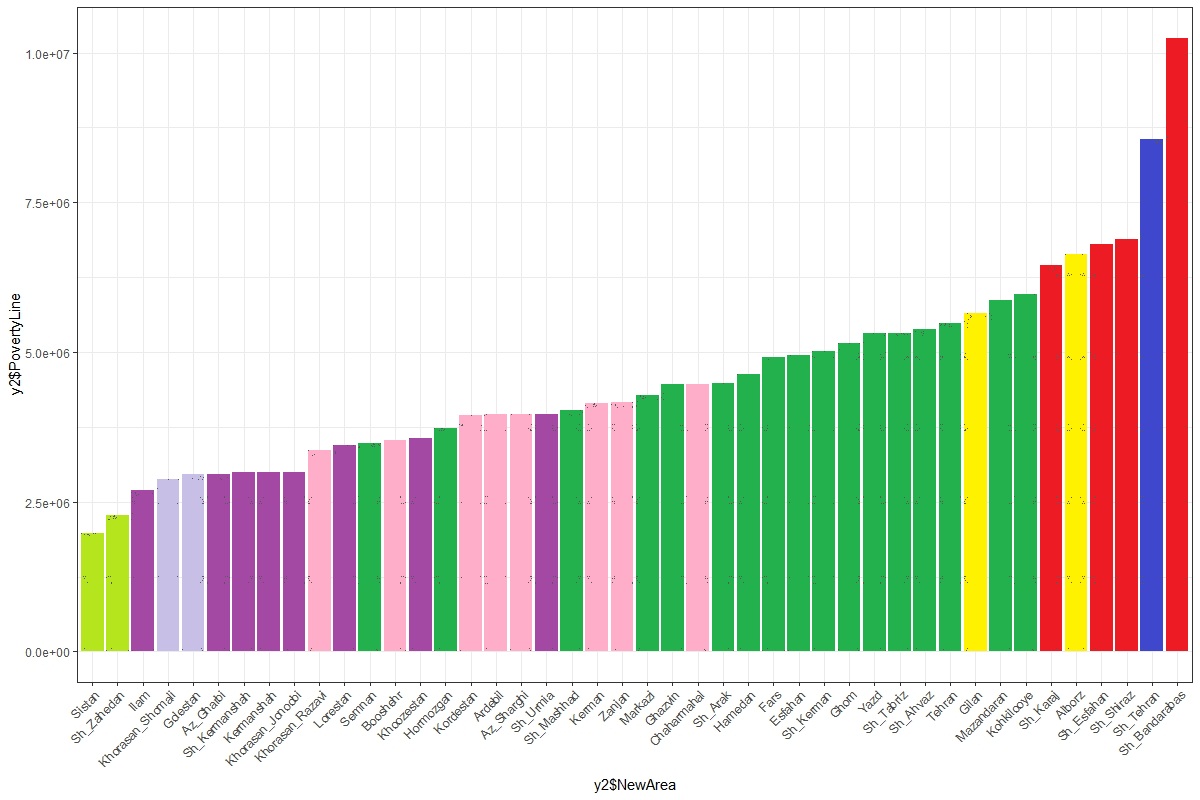 1.0e+07
7.5e+06
5.0e+06
2.5e+06
0.0e+00
y2$PovertyLine
Sistan
Sh_Zahedan
Ilam
Khorasan_Shomali
Golestan
Az_Gharbi
Sh_Kermanshah
Kermanshah
Khorasan_Jonoobi
Khorasan_Razavi
Lorestan
Semnan
Booshehr
Khoozestan
Hormozgan
Kordestan
Ardebil
Az_Sharghi
Sh_Urmia
Sh_Mashhad
Kerman
Zanjan
Markazi
Ghazvin
Chaharmahal
Sh_Arak
Hamedan
Fars
Esfahan
Sh_Kerman
Ghom
Yazd
Sh_Tabriz
Sh_Ahvaz
Tehran
Gilan
Mazandaran
Kohkilooye
Sh_Karaj
Alborz
Sh_Esfahan
Sh_Shiraz
Sh_Tehran
Sh_Bandarabas
y2$NewArea